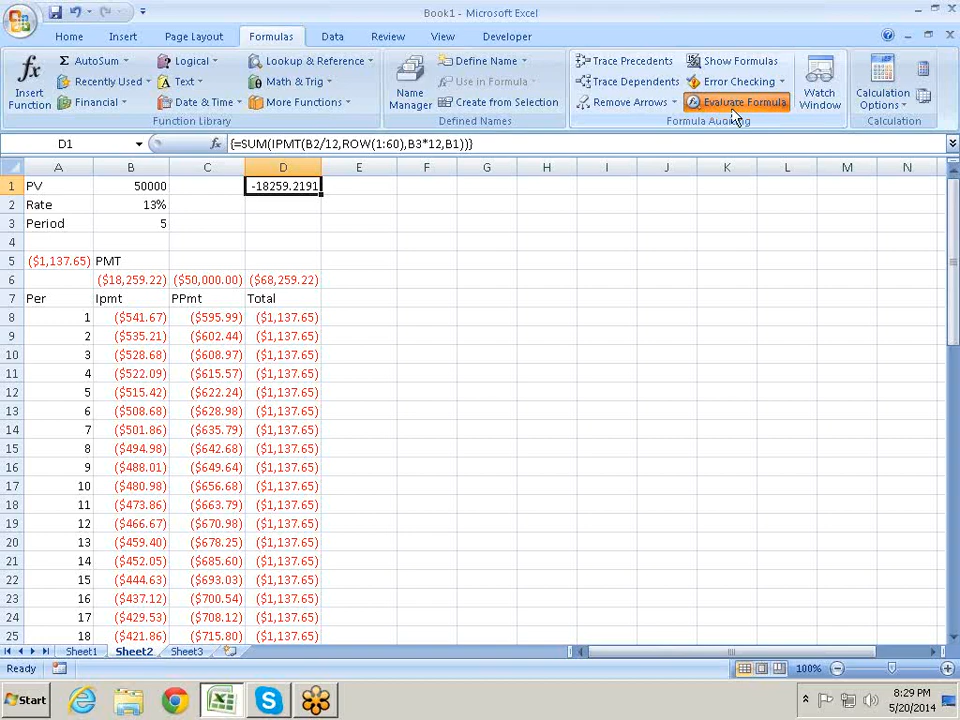 Book1 - Microsoft Excel
Home Insert Page Layout Formulas Data Review View Developer
Insert Function
Σ AutoSum
Recently Used
Financial
Logical
Text
Date & Time
Lookup & Reference
Math & Trig
More Functions
Function Library
Name Manager
Define Name
Use in Formula
Create from Selection
Defined Names
Trace Precedents
Trace Dependents
Remove Arrows
Show Formulas
Error Checking
Evaluate Formula
Formula Auditing
Watch Window
Calculation Options
Calculation
D1 fx {=SUM(IPMT(B2/12,ROW(1:60),B3*12,B1))}
A B C D E F G H I J K L M N
1 PV 50000 -18259.2191
2 Rate 13%
3 Period 5
4
5 ($1,137.65) PMT
6 ($18,259.22) ($50,000.00) ($68,259.22)
7 Per Ipmt PPmt Total
8 1 ($541.67) ($595.99) ($1,137.65)
9 2 ($535.21) ($602.44) ($1,137.65)
10 3 ($528.68) ($608.97) ($1,137.65)
11 4 ($522.09) ($615.57) ($1,137.65)
12 5 ($515.42) ($622.24) ($1,137.65)
13 6 ($508.68) ($628.98) ($1,137.65)
14 7 ($501.86) ($635.79) ($1,137.65)
15 8 ($494.98) ($642.68) ($1,137.65)
16 9 ($488.01) ($649.64) ($1,137.65)
17 10 ($480.98) ($656.68) ($1,137.65)
18 11 ($473.86) ($663.79) ($1,137.65)
19 12 ($466.67) ($670.98) ($1,137.65)
20 13 ($459.40) ($678.25) ($1,137.65)
21 14 ($452.05) ($685.60) ($1,137.65)
22 15 ($444.63) ($693.03) ($1,137.65)
23 16 ($437.12) ($700.54) ($1,137.65)
24 17 ($429.53) ($708.12) ($1,137.65)
25 18 ($421.86) ($715.80) ($1,137.65)
Sheet1 Sheet2 Sheet3
Ready 100%
Start 8:29 PM
5/20/2014